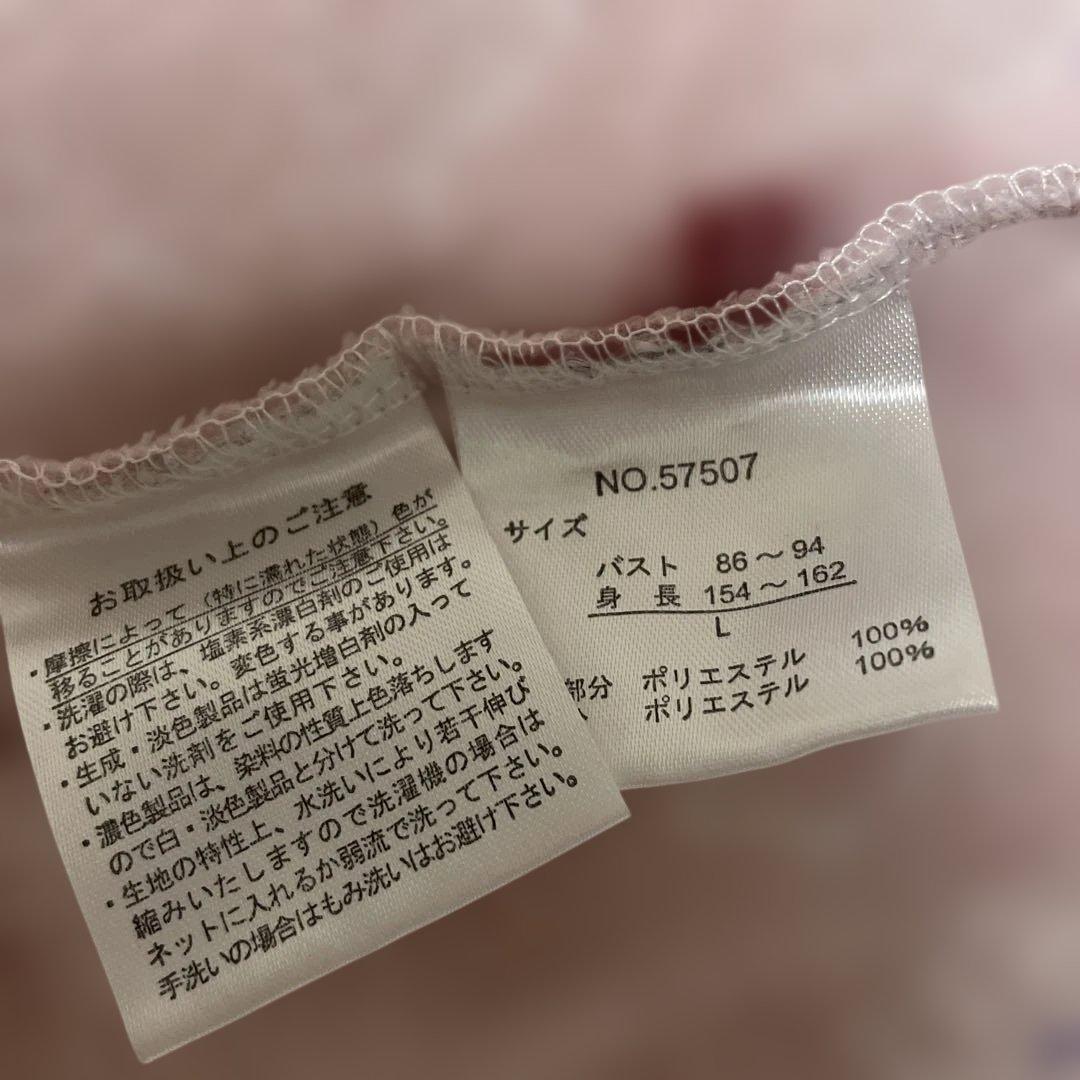 お取扱い上のご注意
・摩擦によって（特に濡れた状態）色が
移ることがありますのでご注意下さい。
・洗濯の際は、塩素系漂白剤のご使用は
お避け下さい。変色する事があります。
・生成・淡色製品は蛍光増白剤の入って
いない洗剤をご使用下さい。
・濃色製品は、染料の性質上色落ちします
ので白・淡色製品と分けて洗って下さい。
・生地の特性上、水洗いにより若干伸び
縮みいたしますので洗濯機の場合は
ネットに入れるか弱流で洗って下さい。
手洗いの場合はもみ洗いはお避け下さい。
NO.57507
サイズ
バスト 86～94
身 長 154～162
L
部分 ポリエステル 100%
ポリエステル 100%